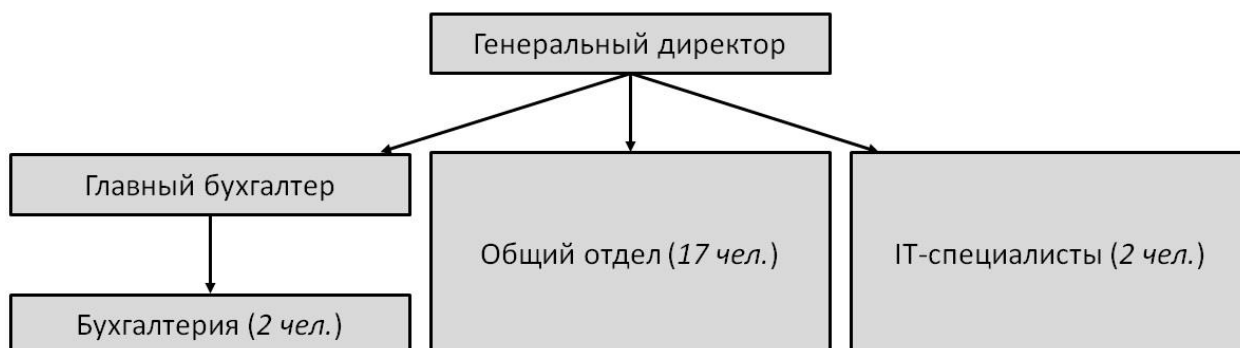 Генеральный директор
Главный бухгалтер
Общий отдел (17 чел.)
IT-специалисты (2 чел.)
Бухгалтерия (2 чел.)